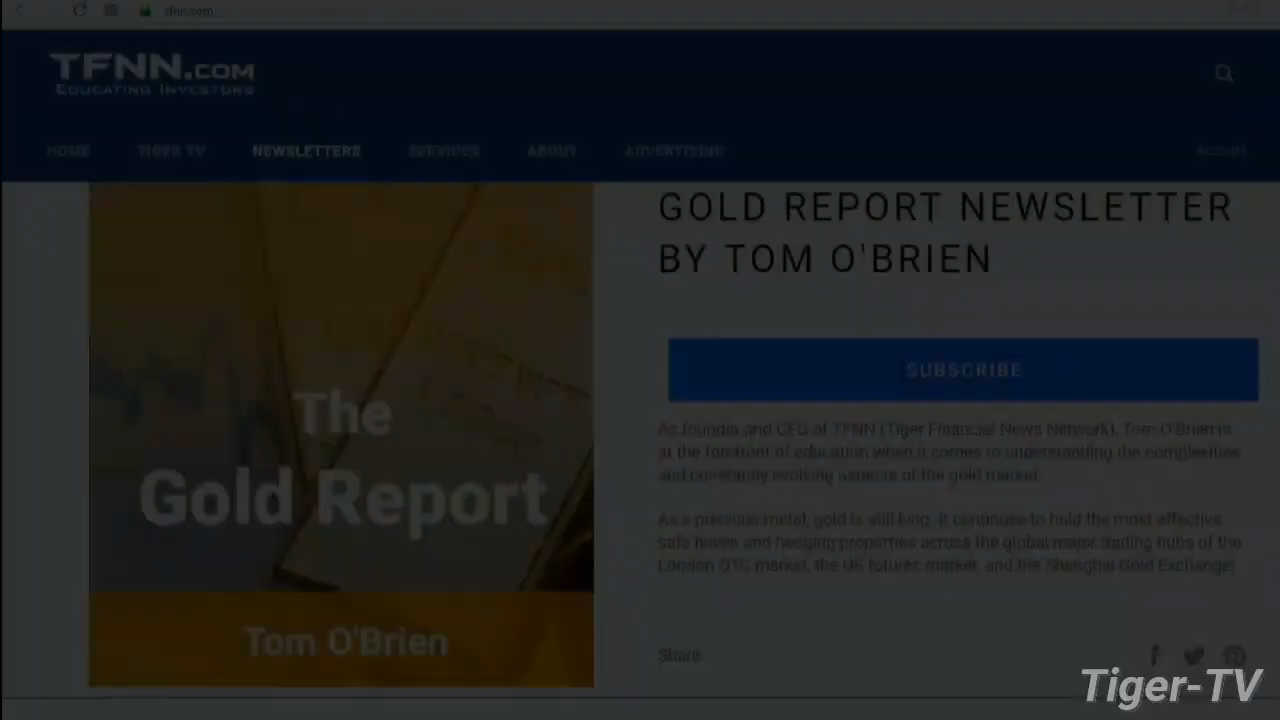 tfnn.com
TFNN.COM
EDUCATING INVESTORS
HOME TIGER TV NEWSLETTERS SERVICES ABOUT ADVERTISING Account
GOLD REPORT NEWSLETTER
BY TOM O'BRIEN
SUBSCRIBE
As founder and CEO of TFNN (Tiger Financial News Network), Tom O'Brien is
at the forefront of education when it comes to understanding the complexities
and constantly evolving aspects of the gold market.
As a precious metal, gold is still king. It continues to hold the most effective
safe haven and hedging properties across the global major trading hubs of the
London OTC market, the US futures market, and the Shanghai Gold Exchange!
The
Gold Report
Tom O'Brien
Share
Tiger-TV